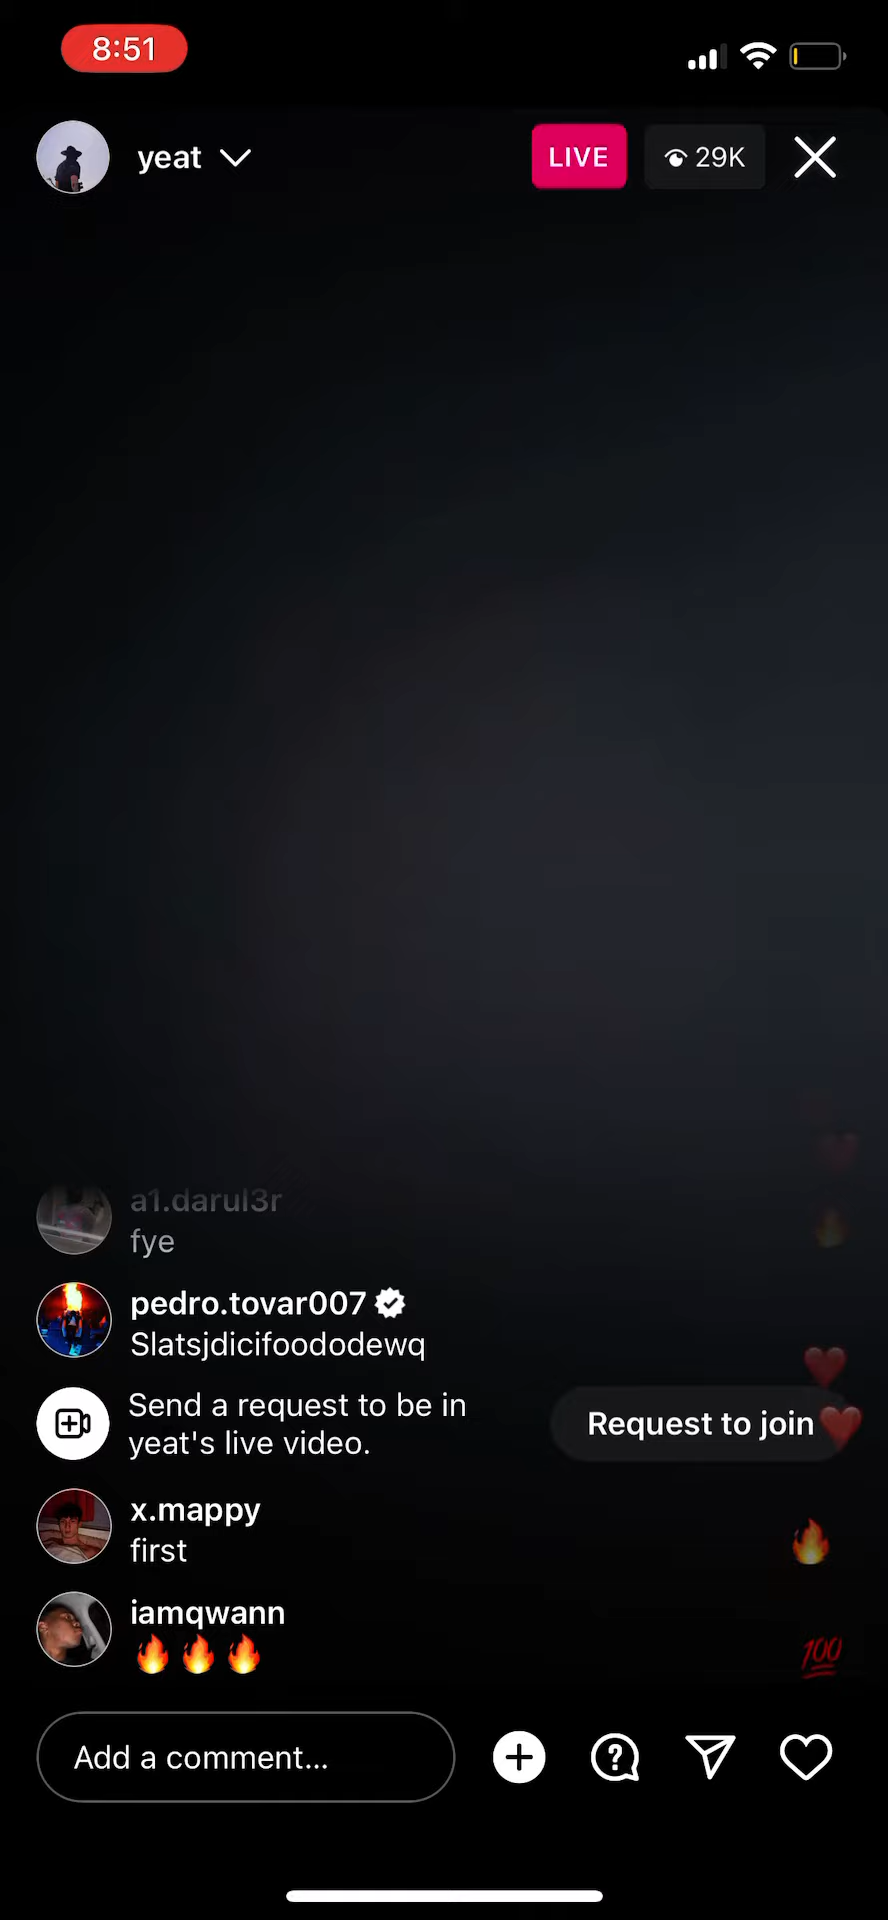 8:51
yeat
LIVE
29K
a1.darul3r
fye
pedro.tovar007
Slatsjdicifoododewq
Send a request to be in
yeat's live video.
Request to join
x.mappy
first
iamqwann
🔥🔥🔥
💯
Add a comment...